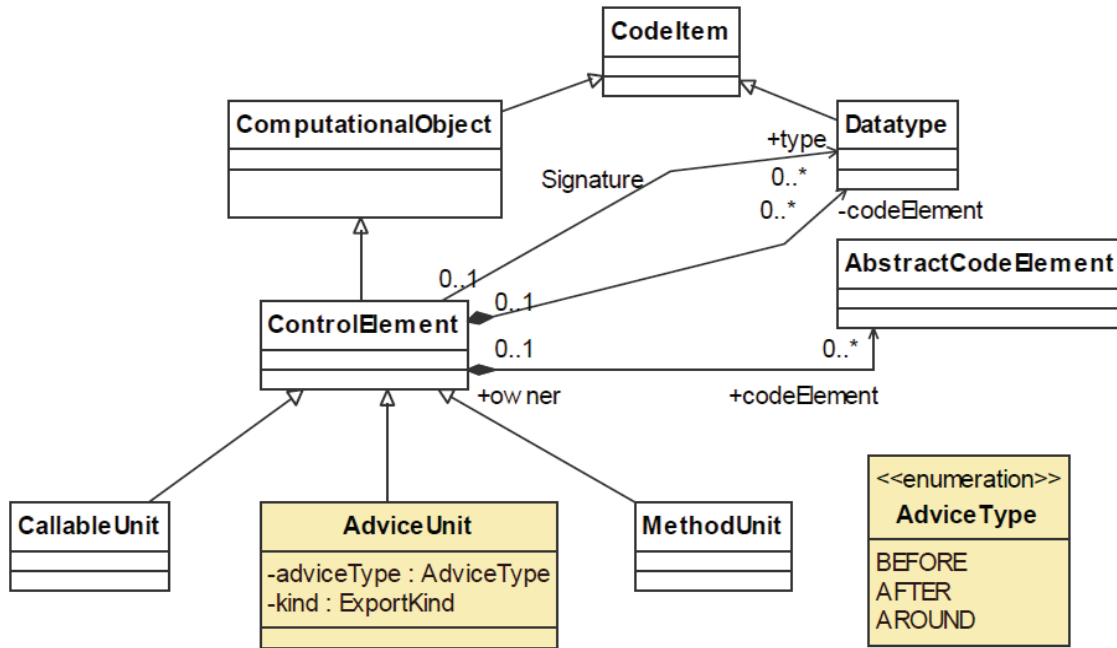 CodeItem
ComputationalObject
Datatype
+type
Signature
0..*
0..*
-codeElement
AbstractCodeElement
0..1
0..1
ControlElement
0..1
0..*
+owner
+codeElement
<<enumeration>>
AdviceType
BEFORE
AFTER
AROUND
CallableUnit
AdviceUnit
-adviceType : AdviceType
-kind : ExportKind
MethodUnit